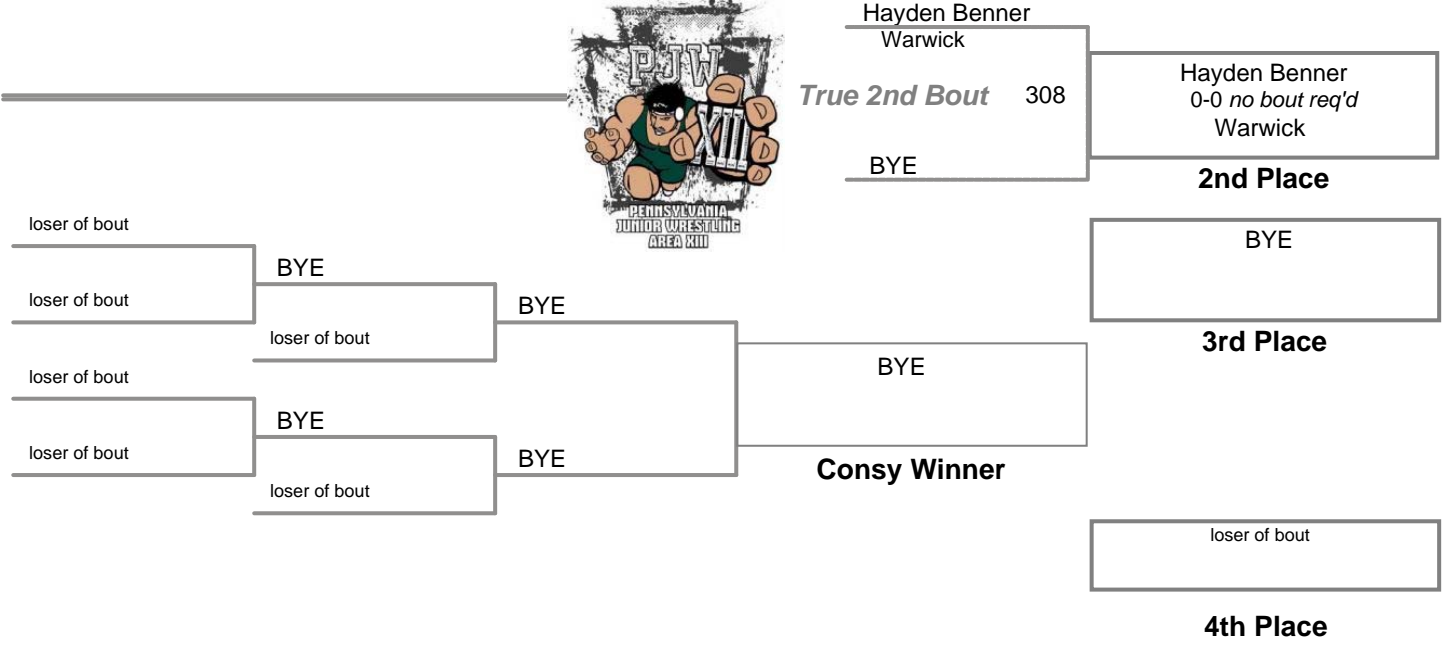 Hayden Benner
Warwick
True 2nd Bout 308
BYE
Hayden Benner
0-0 no bout req'd
Warwick
2nd Place
PJW
XIII
PENNSYLVANIA
JUNIOR WRESTLING
AREA XIII
loser of bout
loser of bout
BYE
loser of bout
BYE
loser of bout
loser of bout
BYE
loser of bout
BYE
BYE
Consy Winner
BYE
3rd Place
loser of bout
4th Place